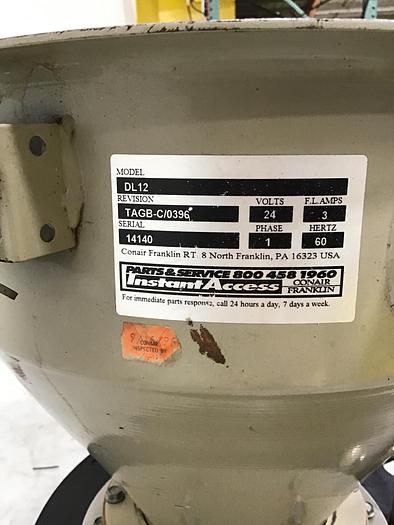 MODEL
DL12
REVISION VOLTS F.L.AMPS
TAGB-C/0396 24 3
SERIAL PHASE HERTZ
14140 1 60
Conair Franklin RT 8 North Franklin, PA 16323 USA
PARTS & SERVICE 800 458 1960
Instant Access CONAIR FRANKLIN
For immediate parts response, call 24 hours a day, 7 days a week.
CONAIR
INSPECTED BY